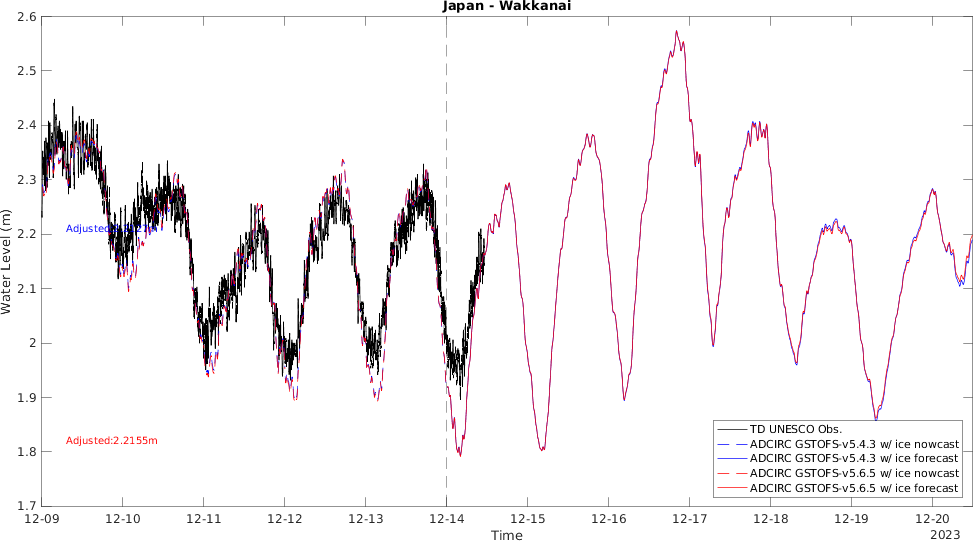 Japan - Wakkanai
2.6
2.5
2.4
2.3
2.2
2.1
2
1.9
1.8
1.7
Water Level (m)
Adjusted:
Adjusted:2.2155m
TD UNESCO Obs.
ADCIRC GSTOFS-v5.4.3 w/ ice nowcast
ADCIRC GSTOFS-v5.4.3 w/ ice forecast
ADCIRC GSTOFS-v5.6.5 w/ ice nowcast
ADCIRC GSTOFS-v5.6.5 w/ ice forecast
12-09 12-10 12-11 12-12 12-13 12-14 12-15 12-16 12-17 12-18 12-19 12-20
Time
2023